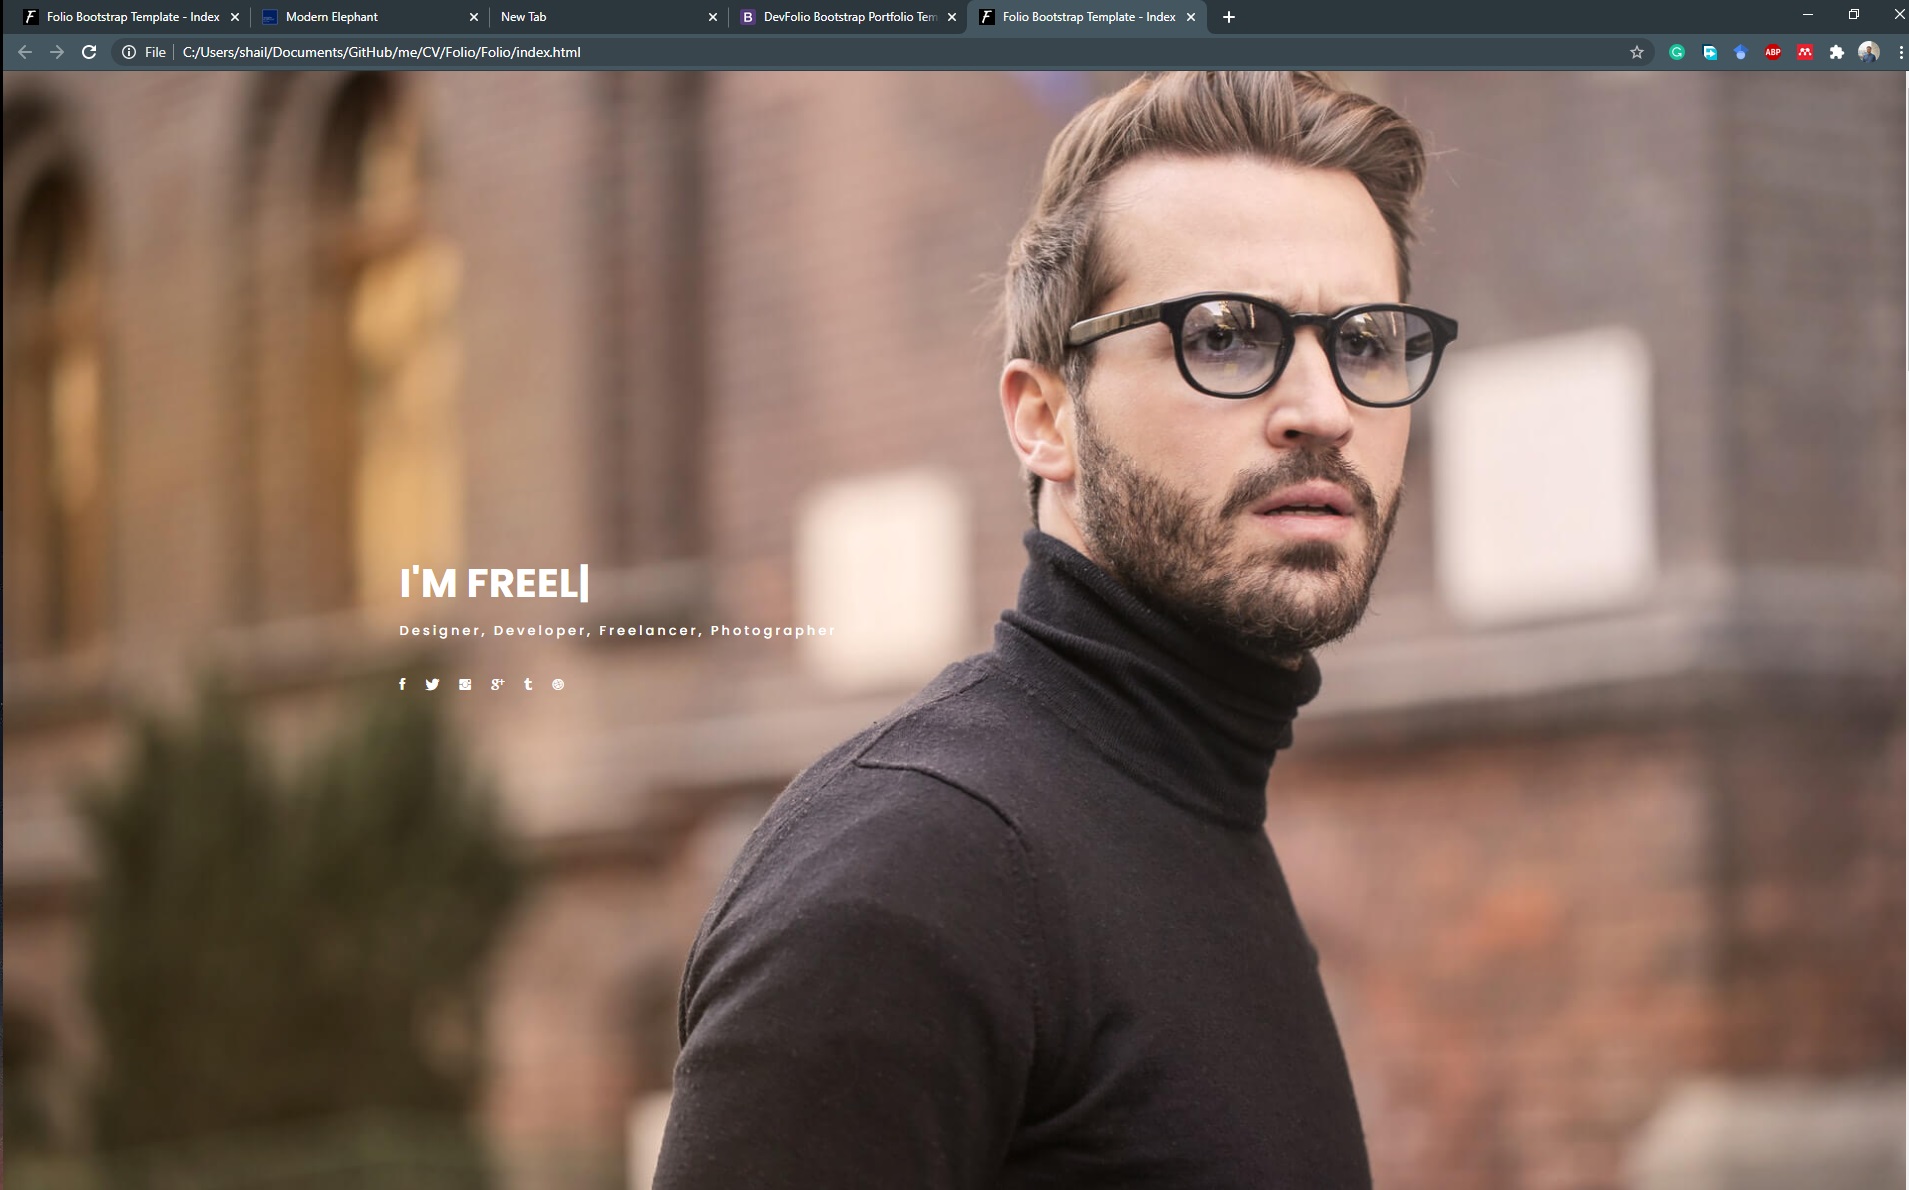 Folio Bootstrap Template - Index
Modern Elephant
New Tab
B
DevFolio Bootstrap Portfolio Tem
Folio Bootstrap Template - Index
File
C:/Users/shail/Documents/GitHub/me/CV/Folio/Folio/index.html
ABP
I'M FREEL|
Designer, Developer, Freelancer, Photographer